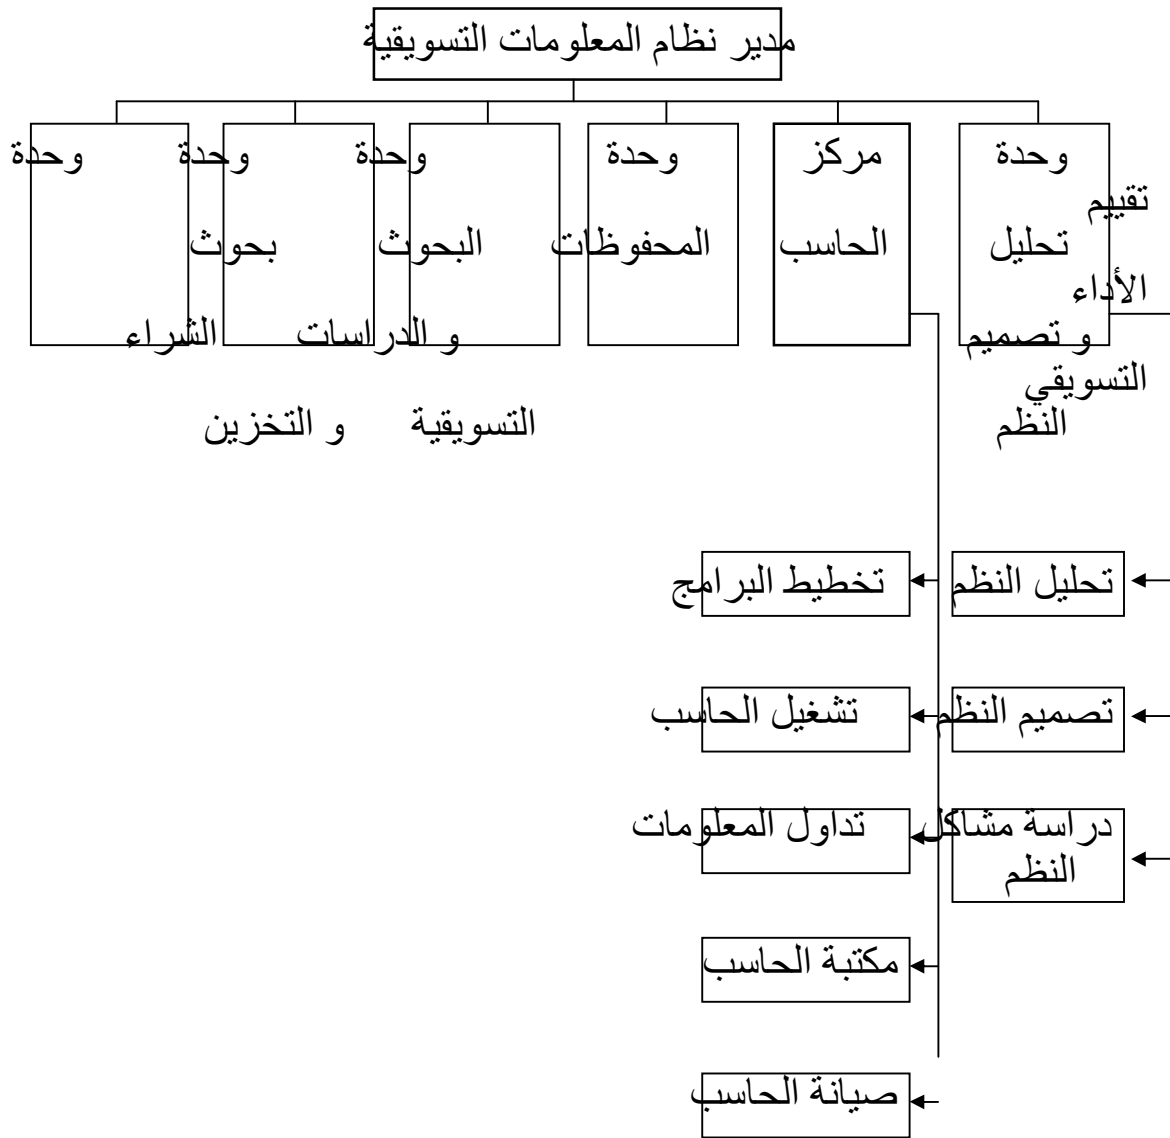 مدير نظام المعلومات التسويقية
وحدة مركز وحدة وحدة وحدة وحدة
تقييم
تحليل الحاسب المحفوظات البحوث بحوث
الأداء
و تصميم و الدراسات الشراء
التسويقي
النظم التسويقية و التخزين
تحليل النظم تخطيط البرامج
تصميم النظم تشغيل الحاسب
دراسة مشاكل تداول المعلومات
النظم
مكتبة الحاسب
صيانة الحاسب